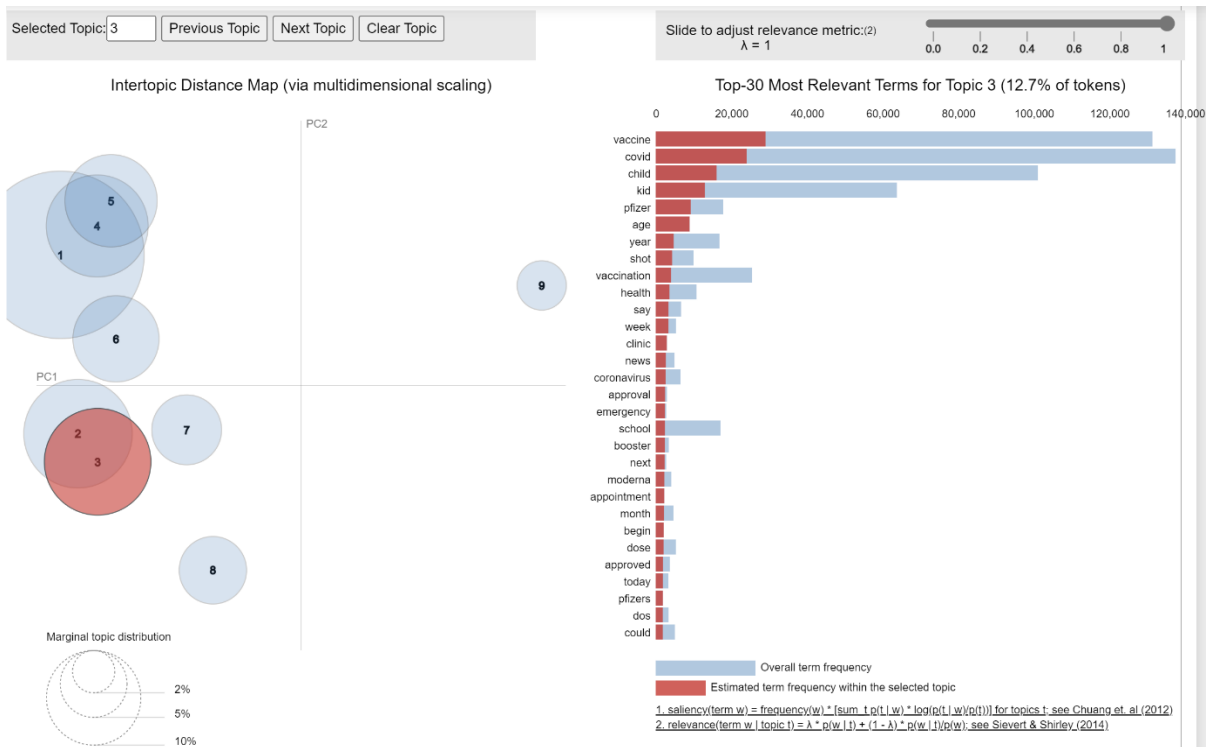 Selected Topic: 3 Previous Topic Next Topic Clear Topic
Slide to adjust relevance metric:(2)
λ = 1
0.0 0.2 0.4 0.6 0.8 1
Intertopic Distance Map (via multidimensional scaling)
PC2
PC1
5
4
1
6
9
2
7
3
8
Marginal topic distribution
2%
5%
10%
Top-30 Most Relevant Terms for Topic 3 (12.7% of tokens)
0 20,000 40,000 60,000 80,000 100,000 120,000 140,000
vaccine
covid
child
kid
pfizer
age
year
shot
vaccination
health
say
week
clinic
news
coronavirus
approval
emergency
school
booster
next
moderna
appointment
month
begin
dose
approved
today
pfizers
dos
could
Overall term frequency
Estimated term frequency within the selected topic
1. saliency(term w) = frequency(w) * [sum_t p(t | w) * log(p(t | w)/p(t))] for topics t; see Chuang et. al (2012)
2. relevance(term w | topic t) = λ * p(w | t) + (1 - λ) * p(w | t)/p(w); see Sievert & Shirley (2014)